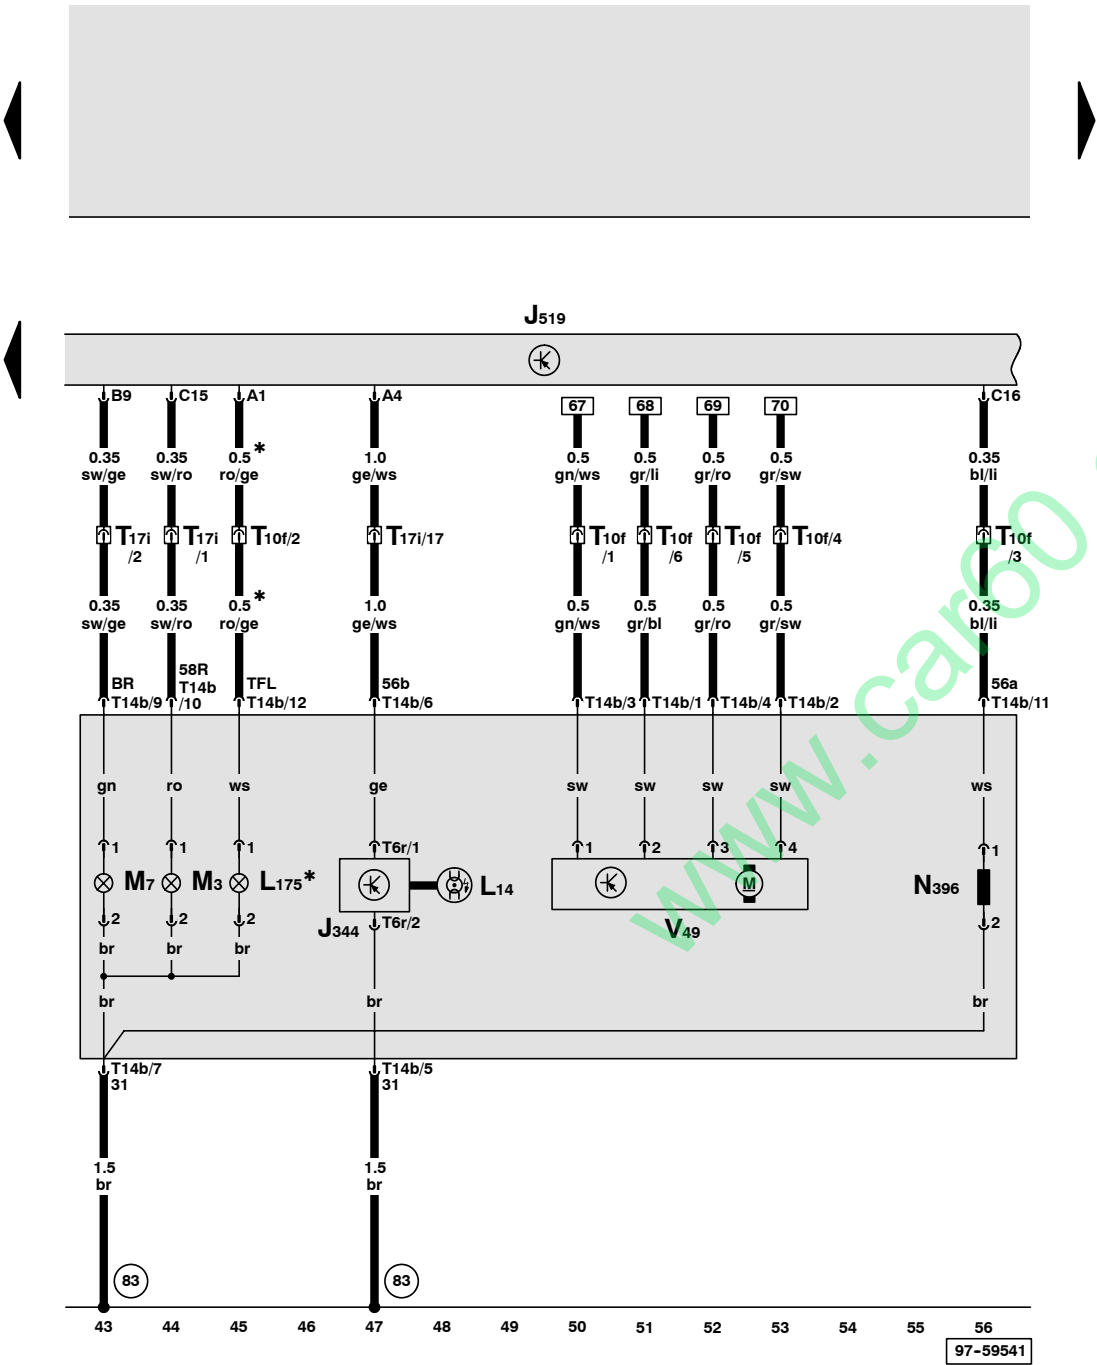 J519
B9 C15 A1 A4 67 68 69 70 C16
0.35 0.35 0.5 * 1.0 0.5 0.5 0.5 0.5 0.35
sw/ge sw/ro ro/ge ge/ws gn/ws gr/li gr/ro gr/sw bl/li
T17i T17i T10f/2 T17i/17 T10f T10f T10f T10f/4 T10f
/2 /1 /1 /6 /5 /3
0.35 0.35 0.5 * 1.0 0.5 0.5 0.5 0.5 0.35
sw/ge sw/ro ro/ge ge/ws gn/ws gr/bl gr/ro gr/sw bl/li
58R
BR T14b TFL 56b 56a
T14b/9 /10 T14b/12 T14b/6 T14b/3 T14b/1 T14b/4 T14b/2 T14b/11
gn ro ws ge sw sw sw sw ws
1 1 1 T6r/1 1 2 3 4 1
M7 M3 L175* L14 M N396
2 2 2 J344 T6r/2 V49 2
br br br
br br br
T14b/7 T14b/5
31 31
1.5 1.5
br br
83 83
43 44 45 46 47 48 49 50 51 52 53 54 55 56
97-59541
www.car60